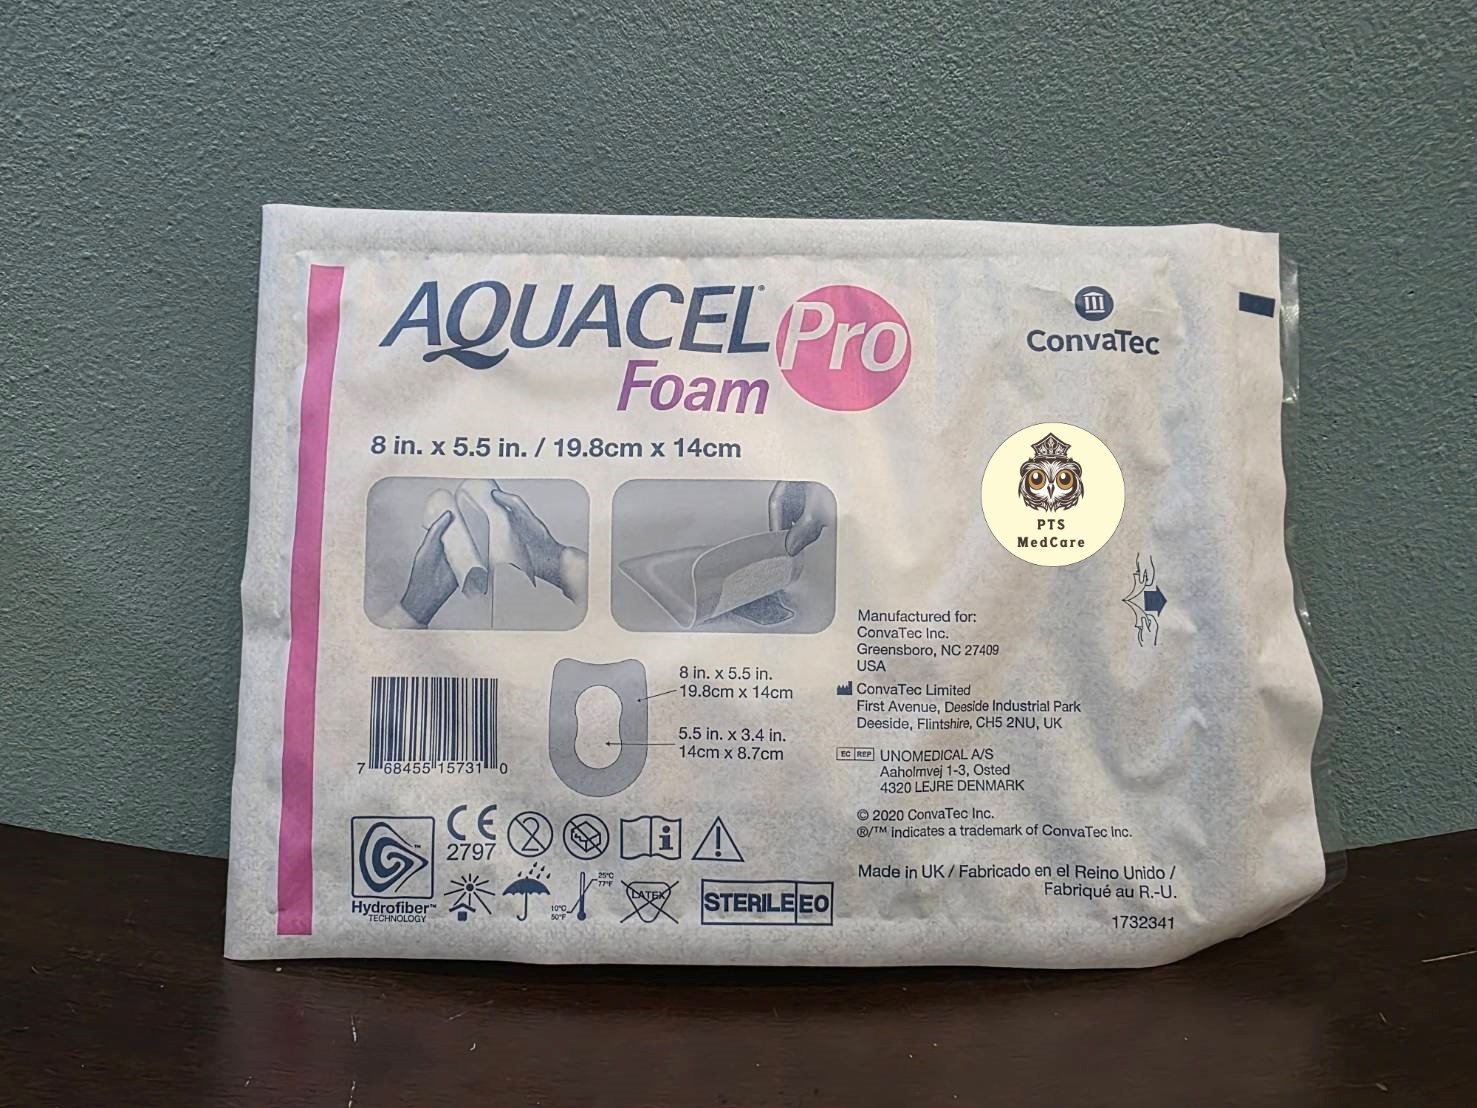 AQUACEL® Pro
Foam
ConvaTec
8 in. x 5.5 in. / 19.8cm x 14cm
PTS
MedCare
8 in. x 5.5 in.
19.8cm x 14cm
5.5 in. x 3.4 in.
14cm x 8.7cm
7 68455 15731 0
Manufactured for:
ConvaTec Inc.
Greensboro, NC 27409
USA
ConvaTec Limited
First Avenue, Deeside Industrial Park
Deeside, Flintshire, CH5 2NU, UK
EC REP UNOMEDICAL A/S
Aaholmvej 1-3, Osted
4320 LEJRE DENMARK
© 2020 ConvaTec Inc.
®/™ indicates a trademark of ConvaTec Inc.
Made in UK / Fabricado en el Reino Unido /
Fabriqué au R.-U.
1732341
Hydrofiber™
TECHNOLOGY
CE
2797
2
i
!
25°C
77°F
10°C
50°F
LATEX
STERILE EO